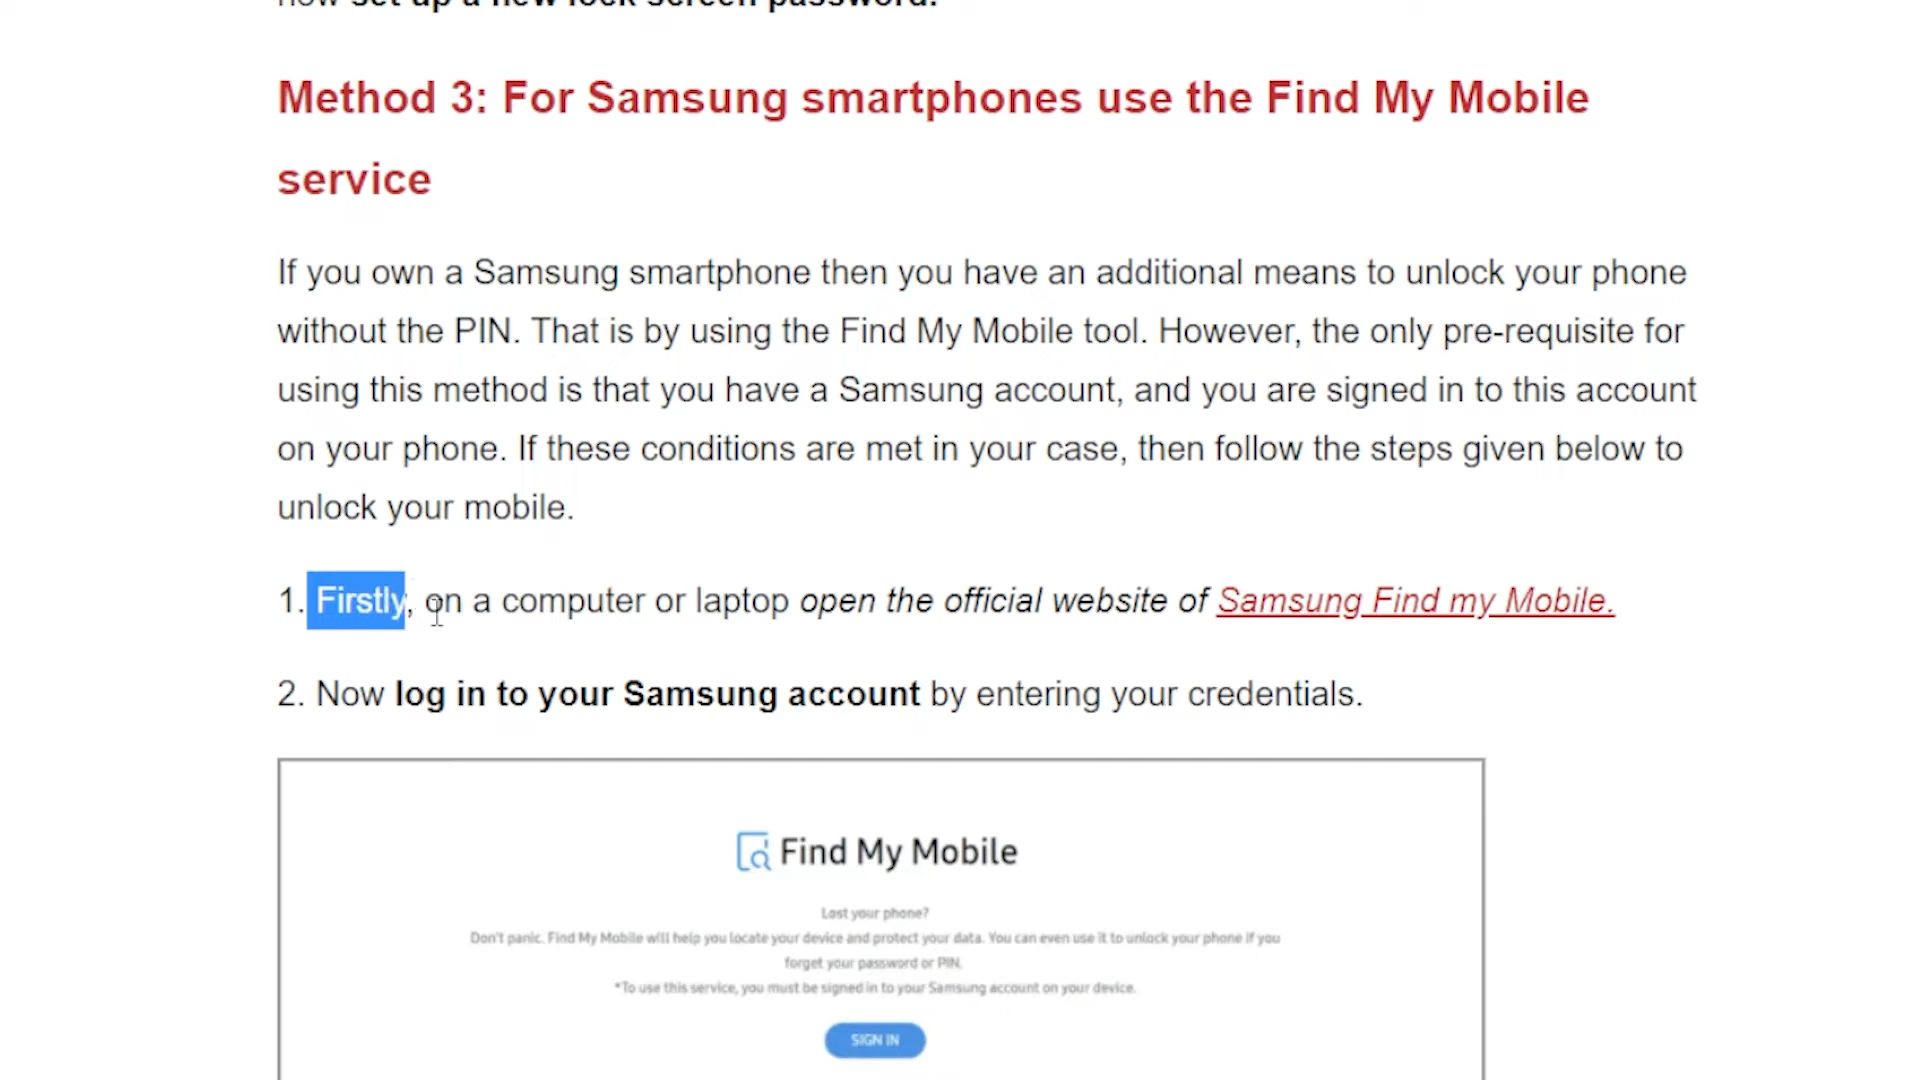 now set up a new lock screen password.
Method 3: For Samsung smartphones use the Find My Mobile
service
If you own a Samsung smartphone then you have an additional means to unlock your phone
without the PIN. That is by using the Find My Mobile tool. However, the only pre-requisite for
using this method is that you have a Samsung account, and you are signed in to this account
on your phone. If these conditions are met in your case, then follow the steps given below to
unlock your mobile.
1. Firstly, on a computer or laptop open the official website of Samsung Find my Mobile.
2. Now log in to your Samsung account by entering your credentials.
Find My Mobile
Lost your phone?
Don't panic. Find My Mobile will help you locate your device and protect your data. You can even use it to unlock your phone if you
forget your password or PIN.
*To use this service, you must be signed in to your Samsung account on your device.
SIGN IN